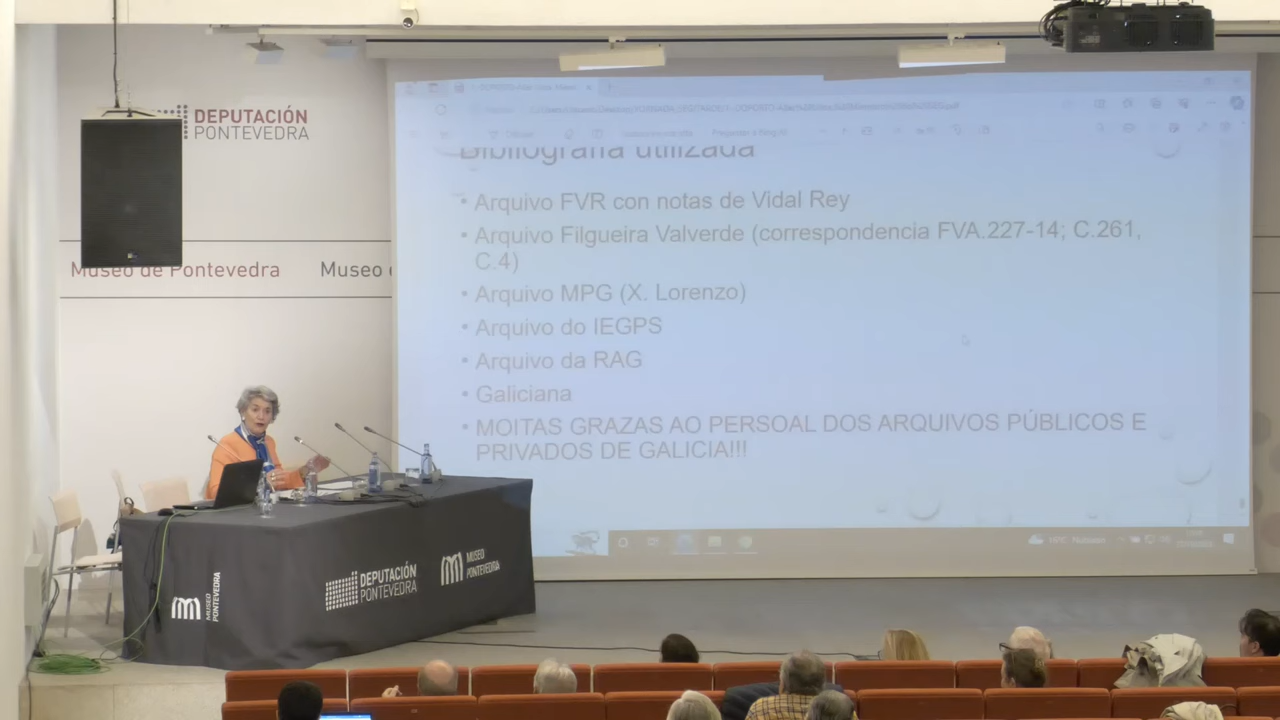 DEPUTACIÓN
PONTEVEDRA
Museo de Pontevedra
Museo
Bibliografía utilizada
• Arquivo FVR con notas de Vidal Rey
• Arquivo Filgueira Valverde (correspondencia FVA.227-14; C.261,
C.4)
• Arquivo MPG (X. Lorenzo)
• Arquivo do IEGPS
• Arquivo da RAG
• Galiciana
• MOITAS GRAZAS AO PERSOAL DOS ARQUIVOS PÚBLICOS E
PRIVADOS DE GALICIA!!!
DEPUTACIÓN
PONTEVEDRA
MUSEO
PONTEVEDRA
MUSEO
PONTEVEDRA